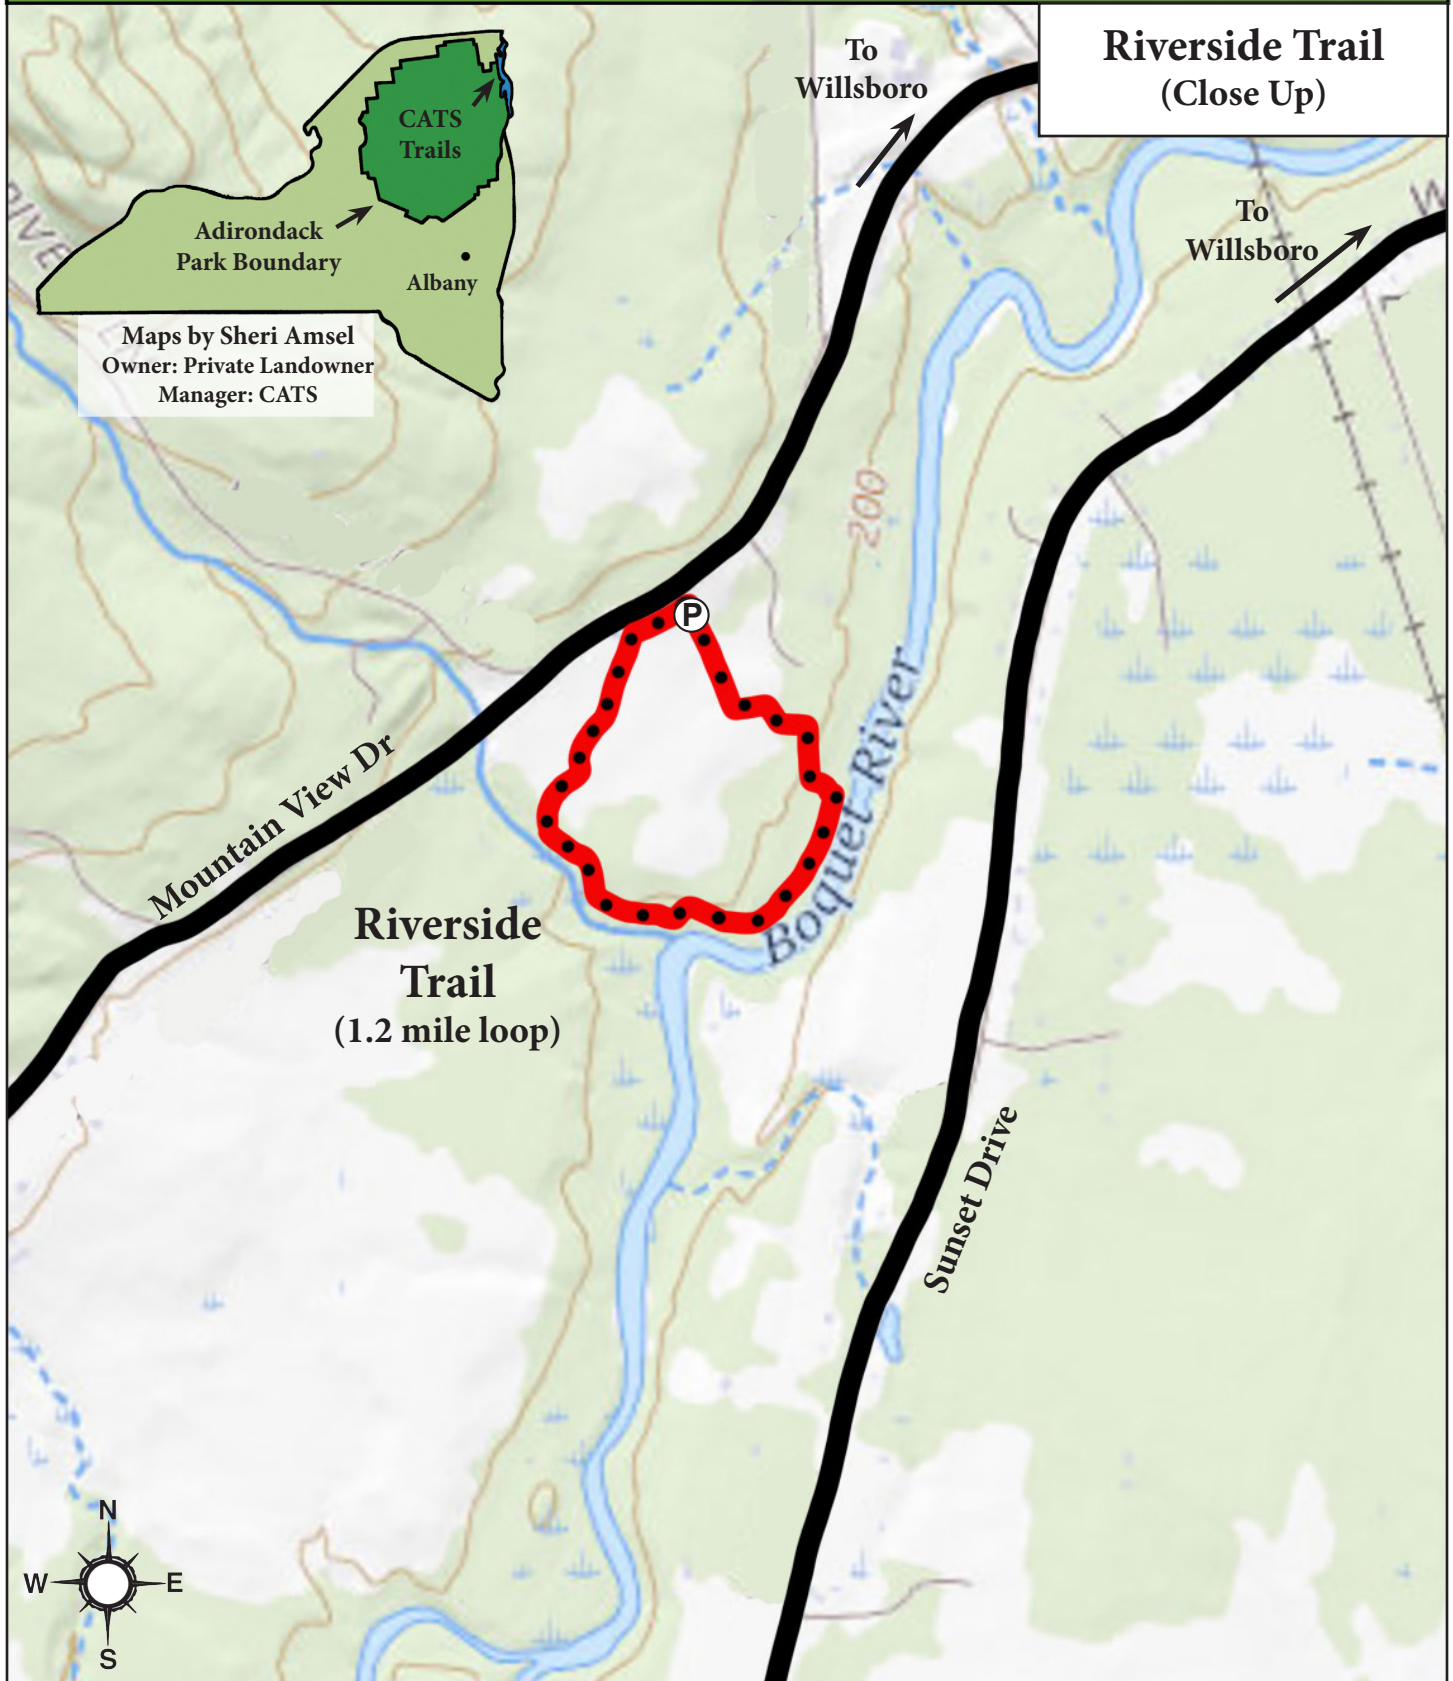 Riverside Trail
(Close Up)
To
Willsboro
To
Willsboro
CATS
Trails
Adirondack
Park Boundary
Albany
Maps by Sheri Amsel
Owner: Private Landowner
Manager: CATS
200
P
Boquet River
Mountain View Dr
Riverside
Trail
(1.2 mile loop)
Sunset Drive
N
W
E
S